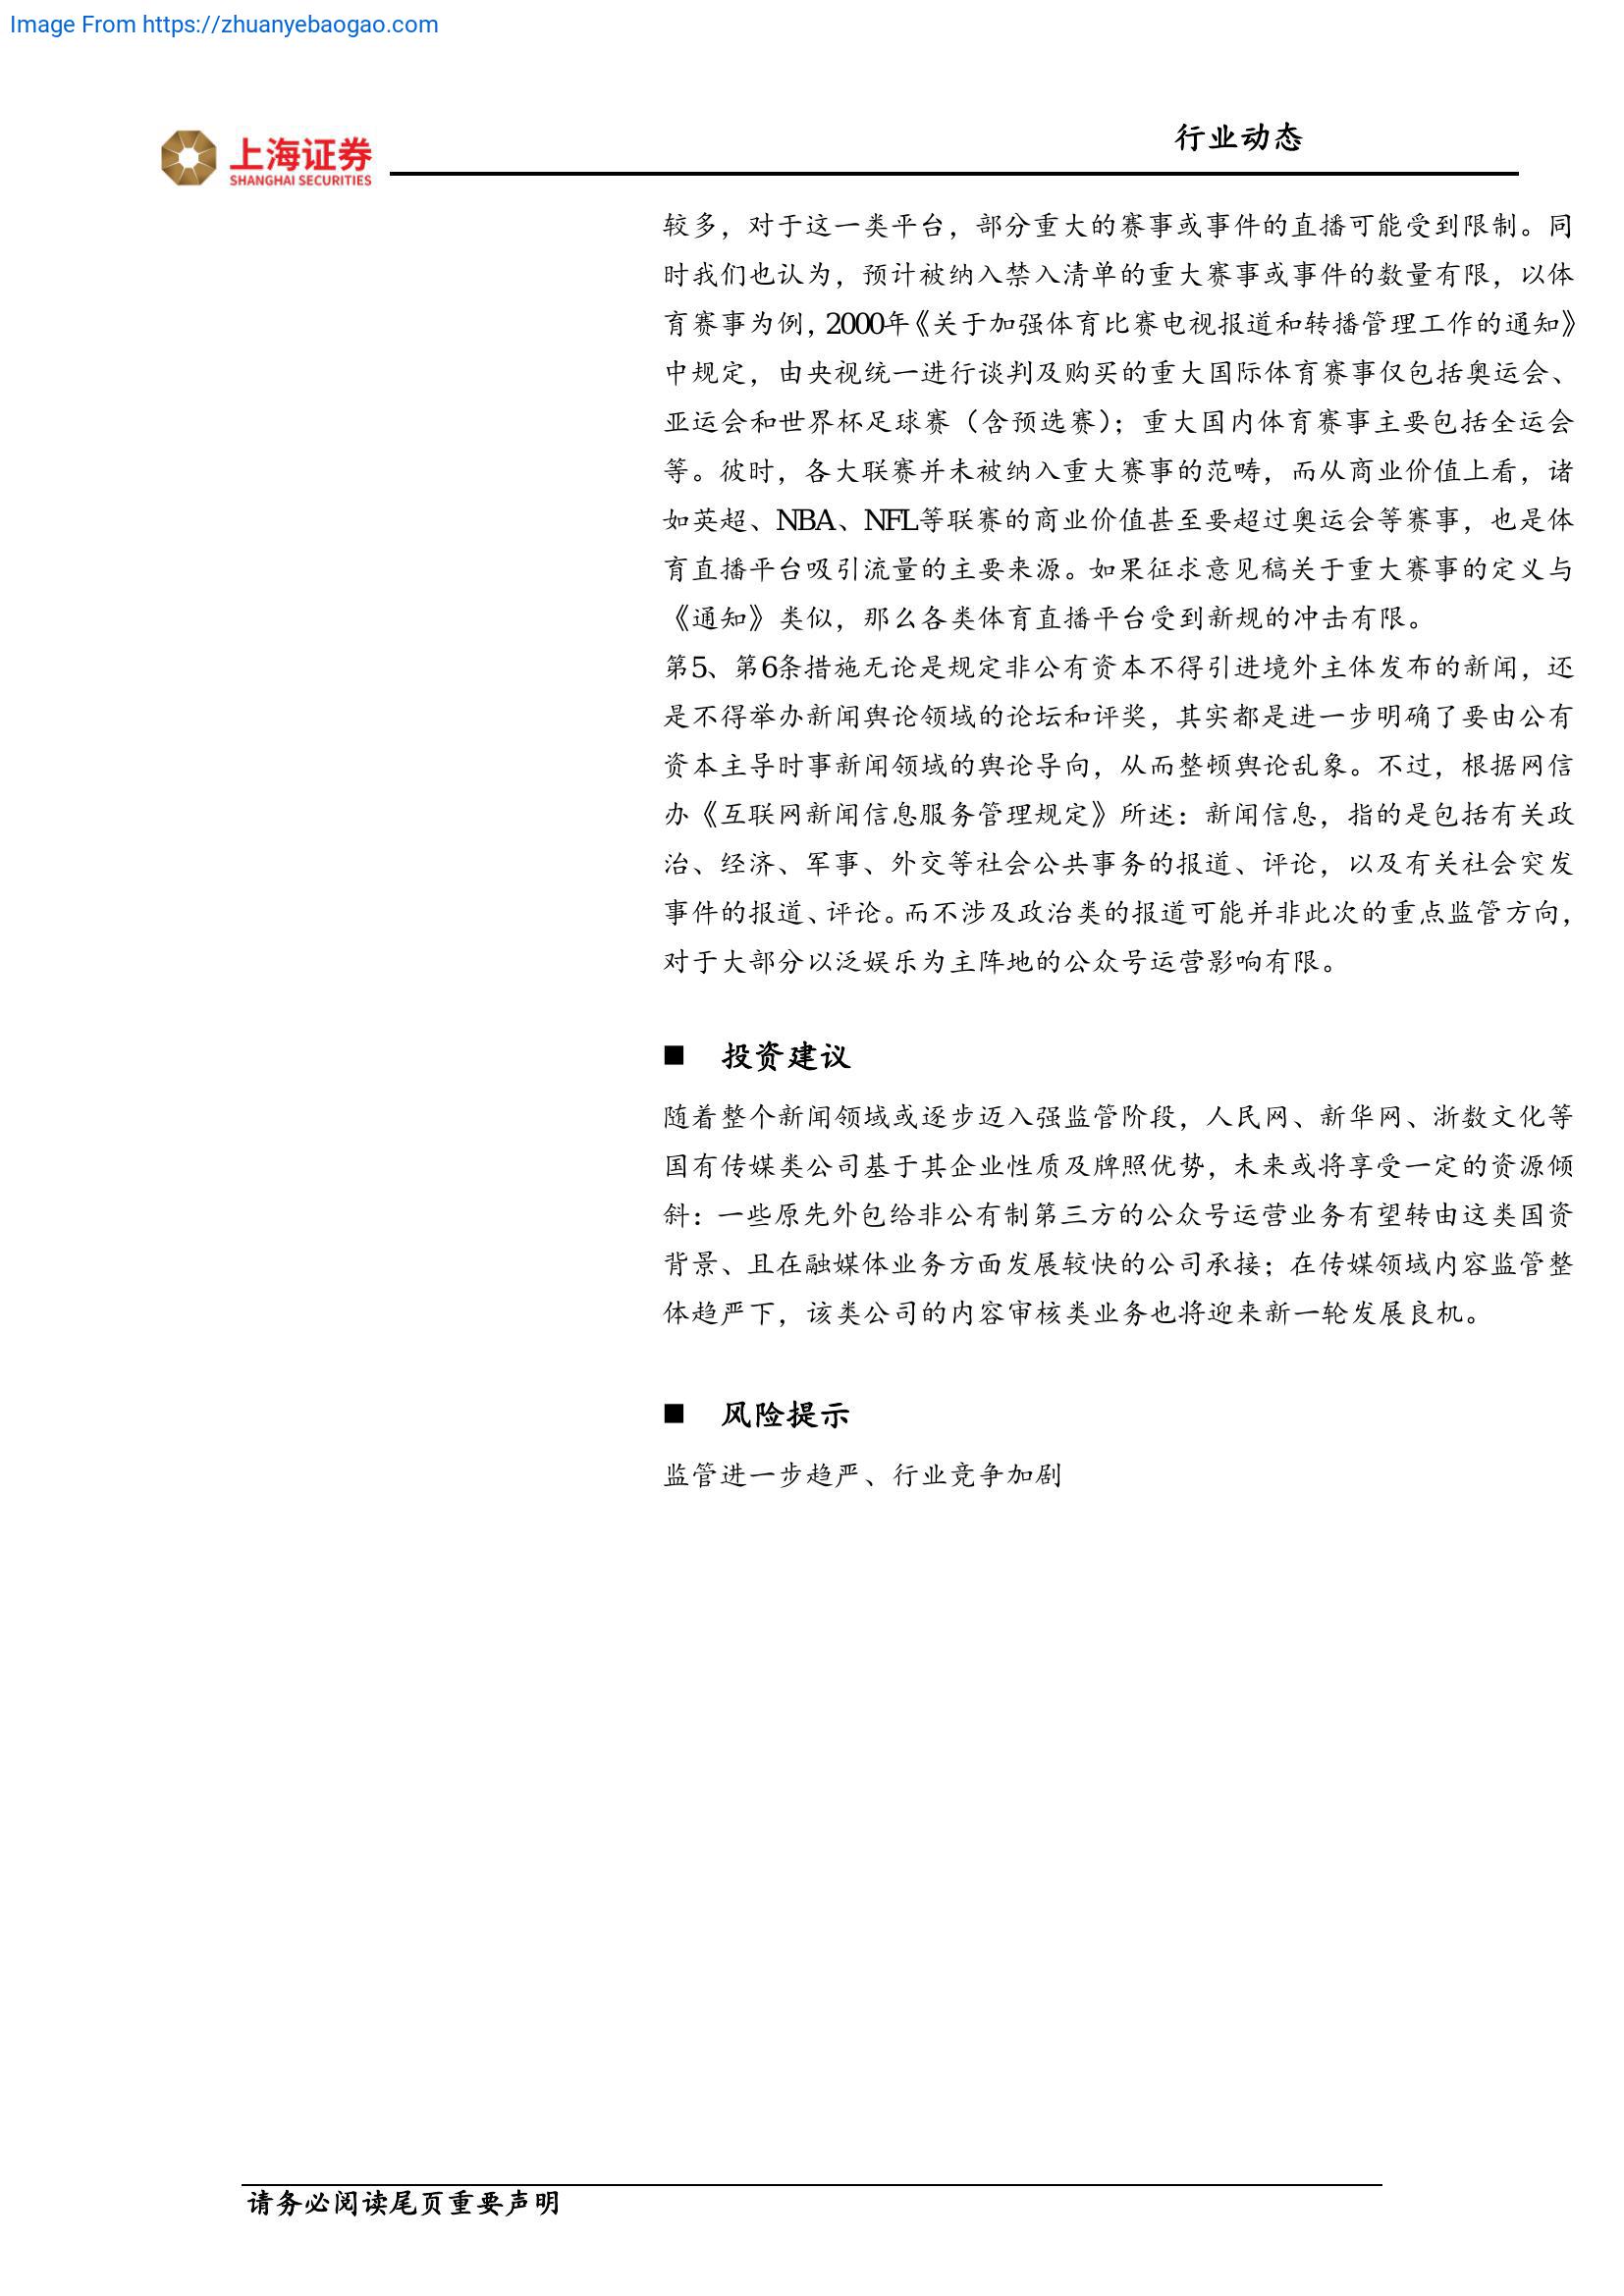 Image From https://zhuanyebaogao.com
上海证券
SHANGHAI SECURITIES
行业动态
较多，对于这一类平台，部分重大的赛事或事件的直播可能受到限制。同
时我们也认为，预计被纳入禁入清单的重大赛事或事件的数量有限，以体
育赛事为例，2000年《关于加强体育比赛电视报道和转播管理工作的通知》
中规定，由央视统一进行谈判及购买的重大国际体育赛事仅包括奥运会、
亚运会和世界杯足球赛（含预选赛）；重大国内体育赛事主要包括全运会
等。彼时，各大联赛并未被纳入重大赛事的范畴，而从商业价值上看，诸
如英超、NBA、NFL等联赛的商业价值甚至要超过奥运会等赛事，也是体
育直播平台吸引流量的主要来源。如果征求意见稿关于重大赛事的定义与
《通知》类似，那么各类体育直播平台受到新规的冲击有限。
第5、第6条措施无论是规定非公有资本不得引进境外主体发布的新闻，还
是不得举办新闻舆论领域的论坛和评奖，其实都是进一步明确了要由公有
资本主导时事新闻领域的舆论导向，从而整顿舆论乱象。不过，根据网信
办《互联网新闻信息服务管理规定》所述：新闻信息，指的是包括有关政
治、经济、军事、外交等社会公共事务的报道、评论，以及有关社会突发
事件的报道、评论。而不涉及政治类的报道可能并非此次的重点监管方向，
对于大部分以泛娱乐为主阵地的公众号运营影响有限。
■ 投资建议
随着整个新闻领域或逐步迈入强监管阶段，人民网、新华网、浙数文化等
国有传媒类公司基于其企业性质及牌照优势，未来或将享受一定的资源倾
斜：一些原先外包给非公有制第三方的公众号运营业务有望转由这类国资
背景、且在融媒体业务方面发展较快的公司承接；在传媒领域内容监管整
体趋严下，该类公司的内容审核类业务也将迎来新一轮发展良机。
■ 风险提示
监管进一步趋严、行业竞争加剧
请务必阅读尾页重要声明